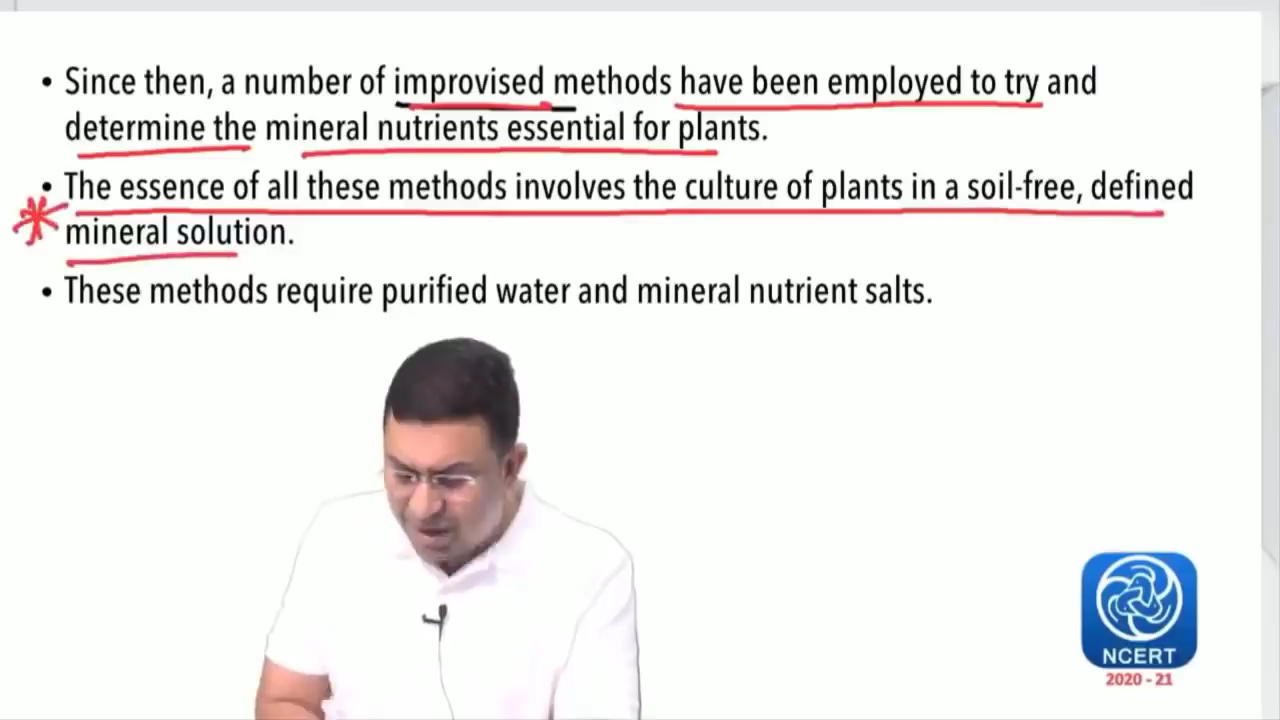 • Since then, a number of improvised methods have been employed to try and
determine the mineral nutrients essential for plants.
• The essence of all these methods involves the culture of plants in a soil-free, defined
mineral solution.
• These methods require purified water and mineral nutrient salts.
NCERT
2020 - 21